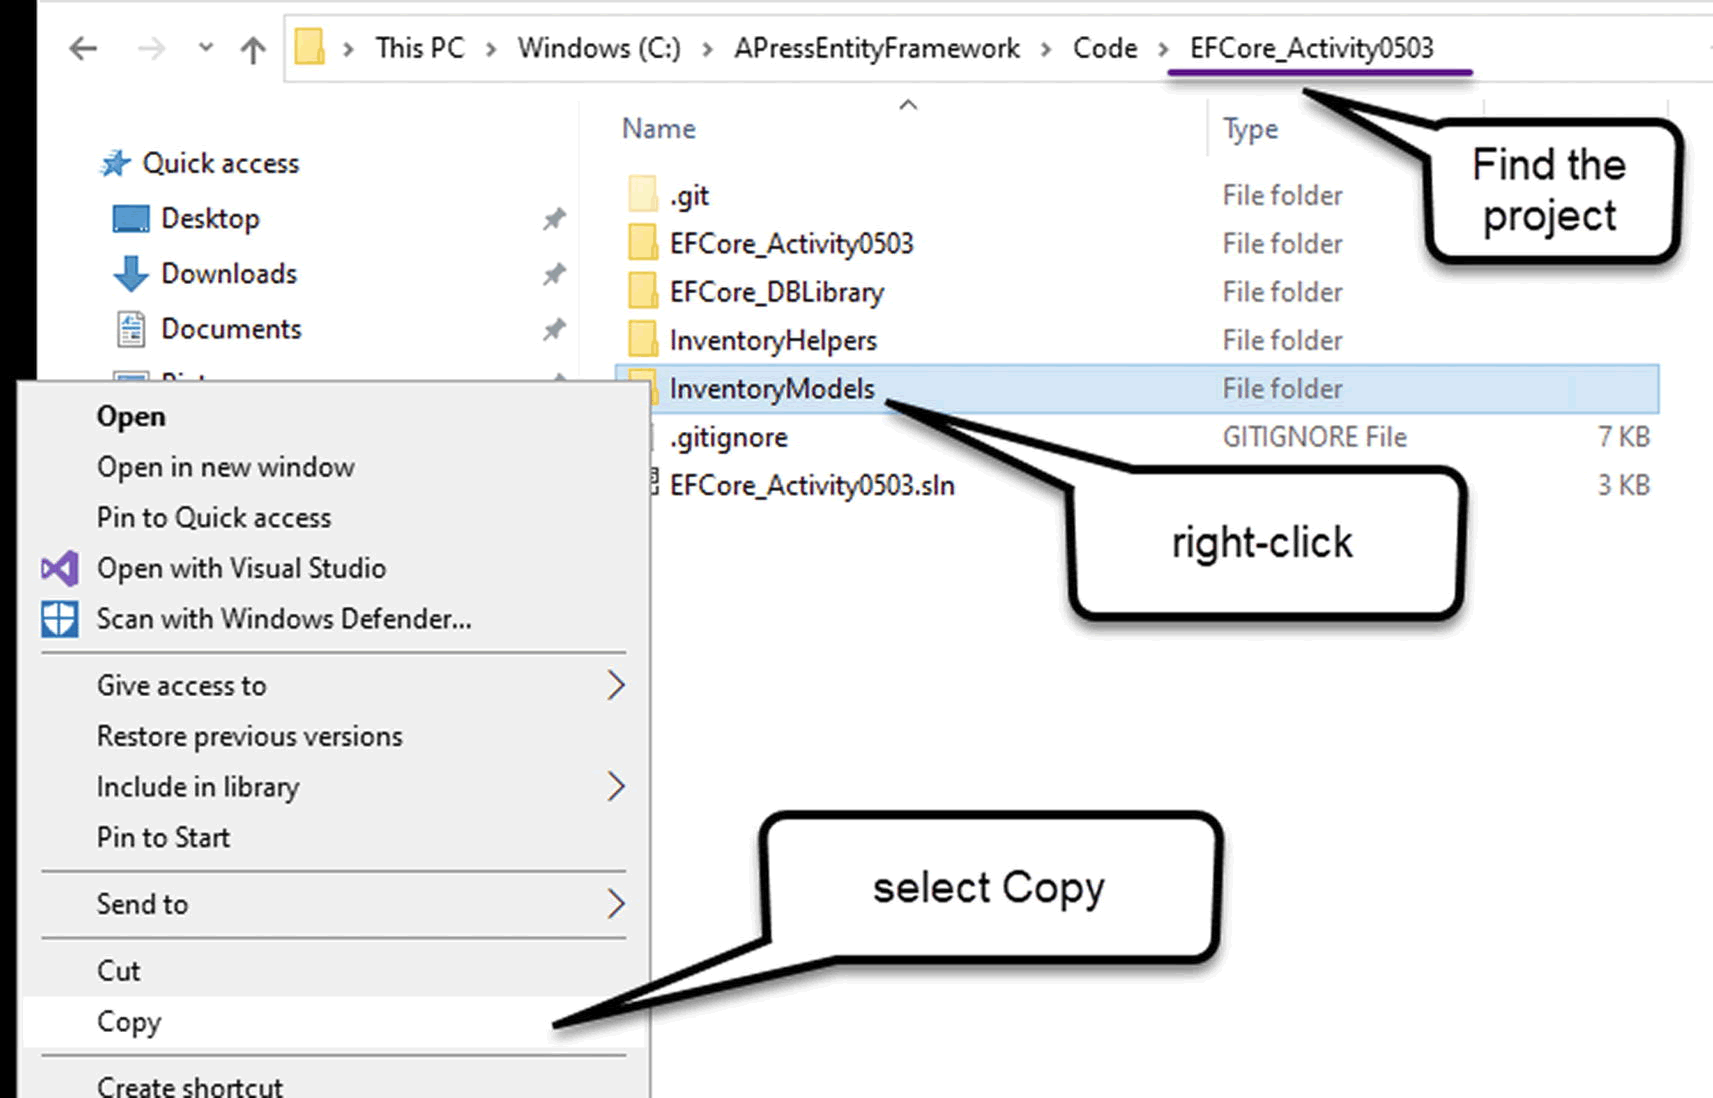 This PC > Windows (C:) > APressEntityFramework > Code > EFCore_Activity0503
Name
Type
Find the
project
Quick access
Desktop
Downloads
Documents
.git File folder
EFCore_Activity0503 File folder
EFCore_DBLibrary File folder
InventoryHelpers File folder
InventoryModels File folder
.gitignore GITIGNORE File 7 KB
EFCore_Activity0503.sln 3 KB
right-click
Open
Open in new window
Pin to Quick access
Open with Visual Studio
Scan with Windows Defender...
Give access to
Restore previous versions
Include in library
Pin to Start
Send to
Cut
Copy
Create shortcut
select Copy